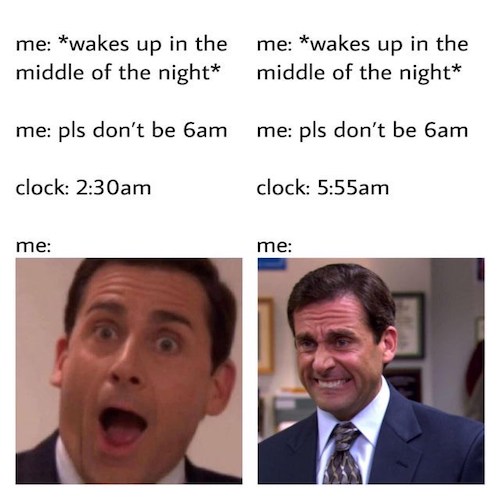 me: *wakes up in the
middle of the night*
me: pls don't be 6am
clock: 2:30am
me:
me: *wakes up in the
middle of the night*
me: pls don't be 6am
clock: 5:55am
me: